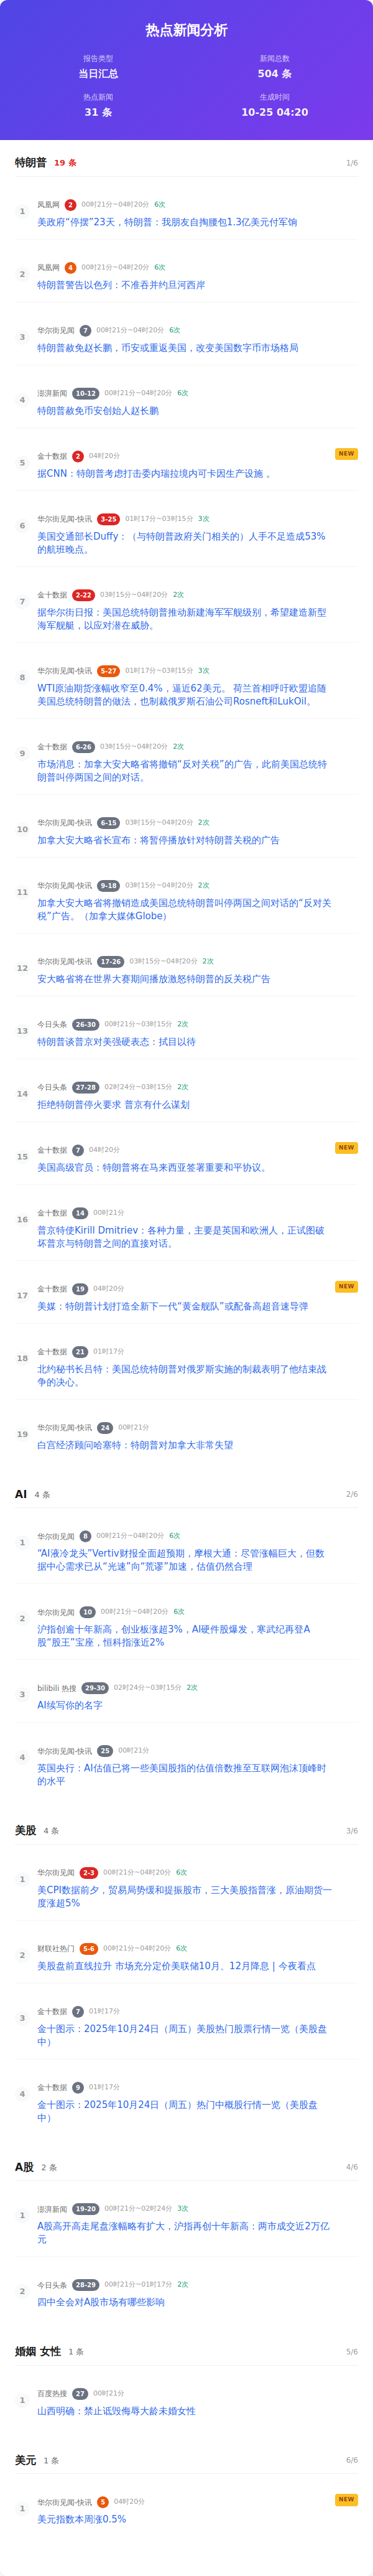 热点新闻分析
报告类型
当日汇总
新闻总数
504 条
热点新闻
31 条
生成时间
10-25 04:20
特朗普 19 条 1/6
1
凤凰网 2 00时21分~04时20分 6次
美政府“停摆”23天，特朗普：我朋友自掏腰包1.3亿美元付军饷
2
凤凰网 4 00时21分~04时20分 6次
特朗普警告以色列：不准吞并约旦河西岸
3
华尔街见闻 7 00时21分~04时20分 6次
特朗普赦免赵长鹏，币安或重返美国，改变美国数字币市场格局
4
澎湃新闻 10-12 00时21分~04时20分 6次
特朗普赦免币安创始人赵长鹏
5
金十数据 2 04时20分 NEW
据CNN：特朗普考虑打击委内瑞拉境内可卡因生产设施 。
6
华尔街见闻-快讯 3-25 01时17分~03时15分 3次
美国交通部长Duffy：（与特朗普政府关门相关的）人手不足造成53%
的航班晚点。
7
金十数据 2-22 03时15分~04时20分 2次
据华尔街日报：美国总统特朗普推动新建海军军舰级别，希望建造新型
海军舰艇，以应对潜在威胁。
8
华尔街见闻-快讯 5-27 01时17分~03时15分 3次
WTI原油期货涨幅收窄至0.4%，逼近62美元。 荷兰首相呼吁欧盟追随
美国总统特朗普的做法，也制裁俄罗斯石油公司Rosneft和LukOil。
9
金十数据 6-26 03时15分~04时20分 2次
市场消息：加拿大安大略省将撤销“反对关税”的广告，此前美国总统特
朗普叫停两国之间的对话。
10
华尔街见闻-快讯 6-15 03时15分~04时20分 2次
加拿大安大略省长宣布：将暂停播放针对特朗普关税的广告
11
华尔街见闻-快讯 9-18 03时15分~04时20分 2次
加拿大安大略省将撤销造成美国总统特朗普叫停两国之间对话的“反对关
税”广告。（加拿大媒体Globe）
12
华尔街见闻-快讯 17-26 03时15分~04时20分 2次
安大略省将在世界大赛期间播放激怒特朗普的反关税广告
13
今日头条 26-30 00时21分~03时15分 2次
特朗普谈普京对美强硬表态：拭目以待
14
今日头条 27-28 02时24分~03时15分 2次
拒绝特朗普停火要求 普京有什么谋划
15
金十数据 7 04时20分 NEW
美国高级官员：特朗普将在马来西亚签署重要和平协议。
16
金十数据 14 00时21分
普京特使Kirill Dmitriev：各种力量，主要是英国和欧洲人，正试图破
坏普京与特朗普之间的直接对话。
17
金十数据 19 04时20分 NEW
美媒：特朗普计划打造全新下一代“黄金舰队”或配备高超音速导弹
18
金十数据 21 01时17分
北约秘书长吕特：美国总统特朗普对俄罗斯实施的制裁表明了他结束战
争的决心。
19
华尔街见闻-快讯 24 00时21分
白宫经济顾问哈塞特：特朗普对加拿大非常失望
AI 4 条 2/6
1
华尔街见闻 8 00时21分~04时20分 6次
“AI液冷龙头”Vertiv财报全面超预期，摩根大通：尽管涨幅巨大，但数
据中心需求已从“光速”向“荒谬”加速，估值仍然合理
2
华尔街见闻 10 00时21分~04时20分 6次
沪指创逾十年新高，创业板涨超3%，AI硬件股爆发，寒武纪再登A
股“股王”宝座，恒科指涨近2%
3
bilibili 热搜 29-30 02时24分~03时15分 2次
AI续写你的名字
4
华尔街见闻-快讯 25 00时21分
英国央行：AI估值已将一些美国股指的估值倍数推至互联网泡沫顶峰时
的水平
美股 4 条 3/6
1
华尔街见闻 2-3 00时21分~04时20分 6次
美CPI数据前夕，贸易局势缓和提振股市，三大美股指普涨，原油期货一
度涨超5%
2
财联社热门 5-6 00时21分~04时20分 6次
美股盘前直线拉升 市场充分定价美联储10月、12月降息 | 今夜看点
3
金十数据 7 01时17分
金十图示：2025年10月24日（周五）美股热门股票行情一览（美股盘
中）
4
金十数据 9 01时17分
金十图示：2025年10月24日（周五）热门中概股行情一览（美股盘
中）
A股 2 条 4/6
1
澎湃新闻 19-20 00时21分~02时24分 3次
A股高开高走尾盘涨幅略有扩大，沪指再创十年新高：两市成交近2万亿
元
2
今日头条 28-29 00时21分~01时17分 2次
四中全会对A股市场有哪些影响
婚姻 女性 1 条 5/6
1
百度热搜 27 00时21分
山西明确：禁止诋毁侮辱大龄未婚女性
美元 1 条 6/6
1
华尔街见闻-快讯 5 04时20分 NEW
美元指数本周涨0.5%